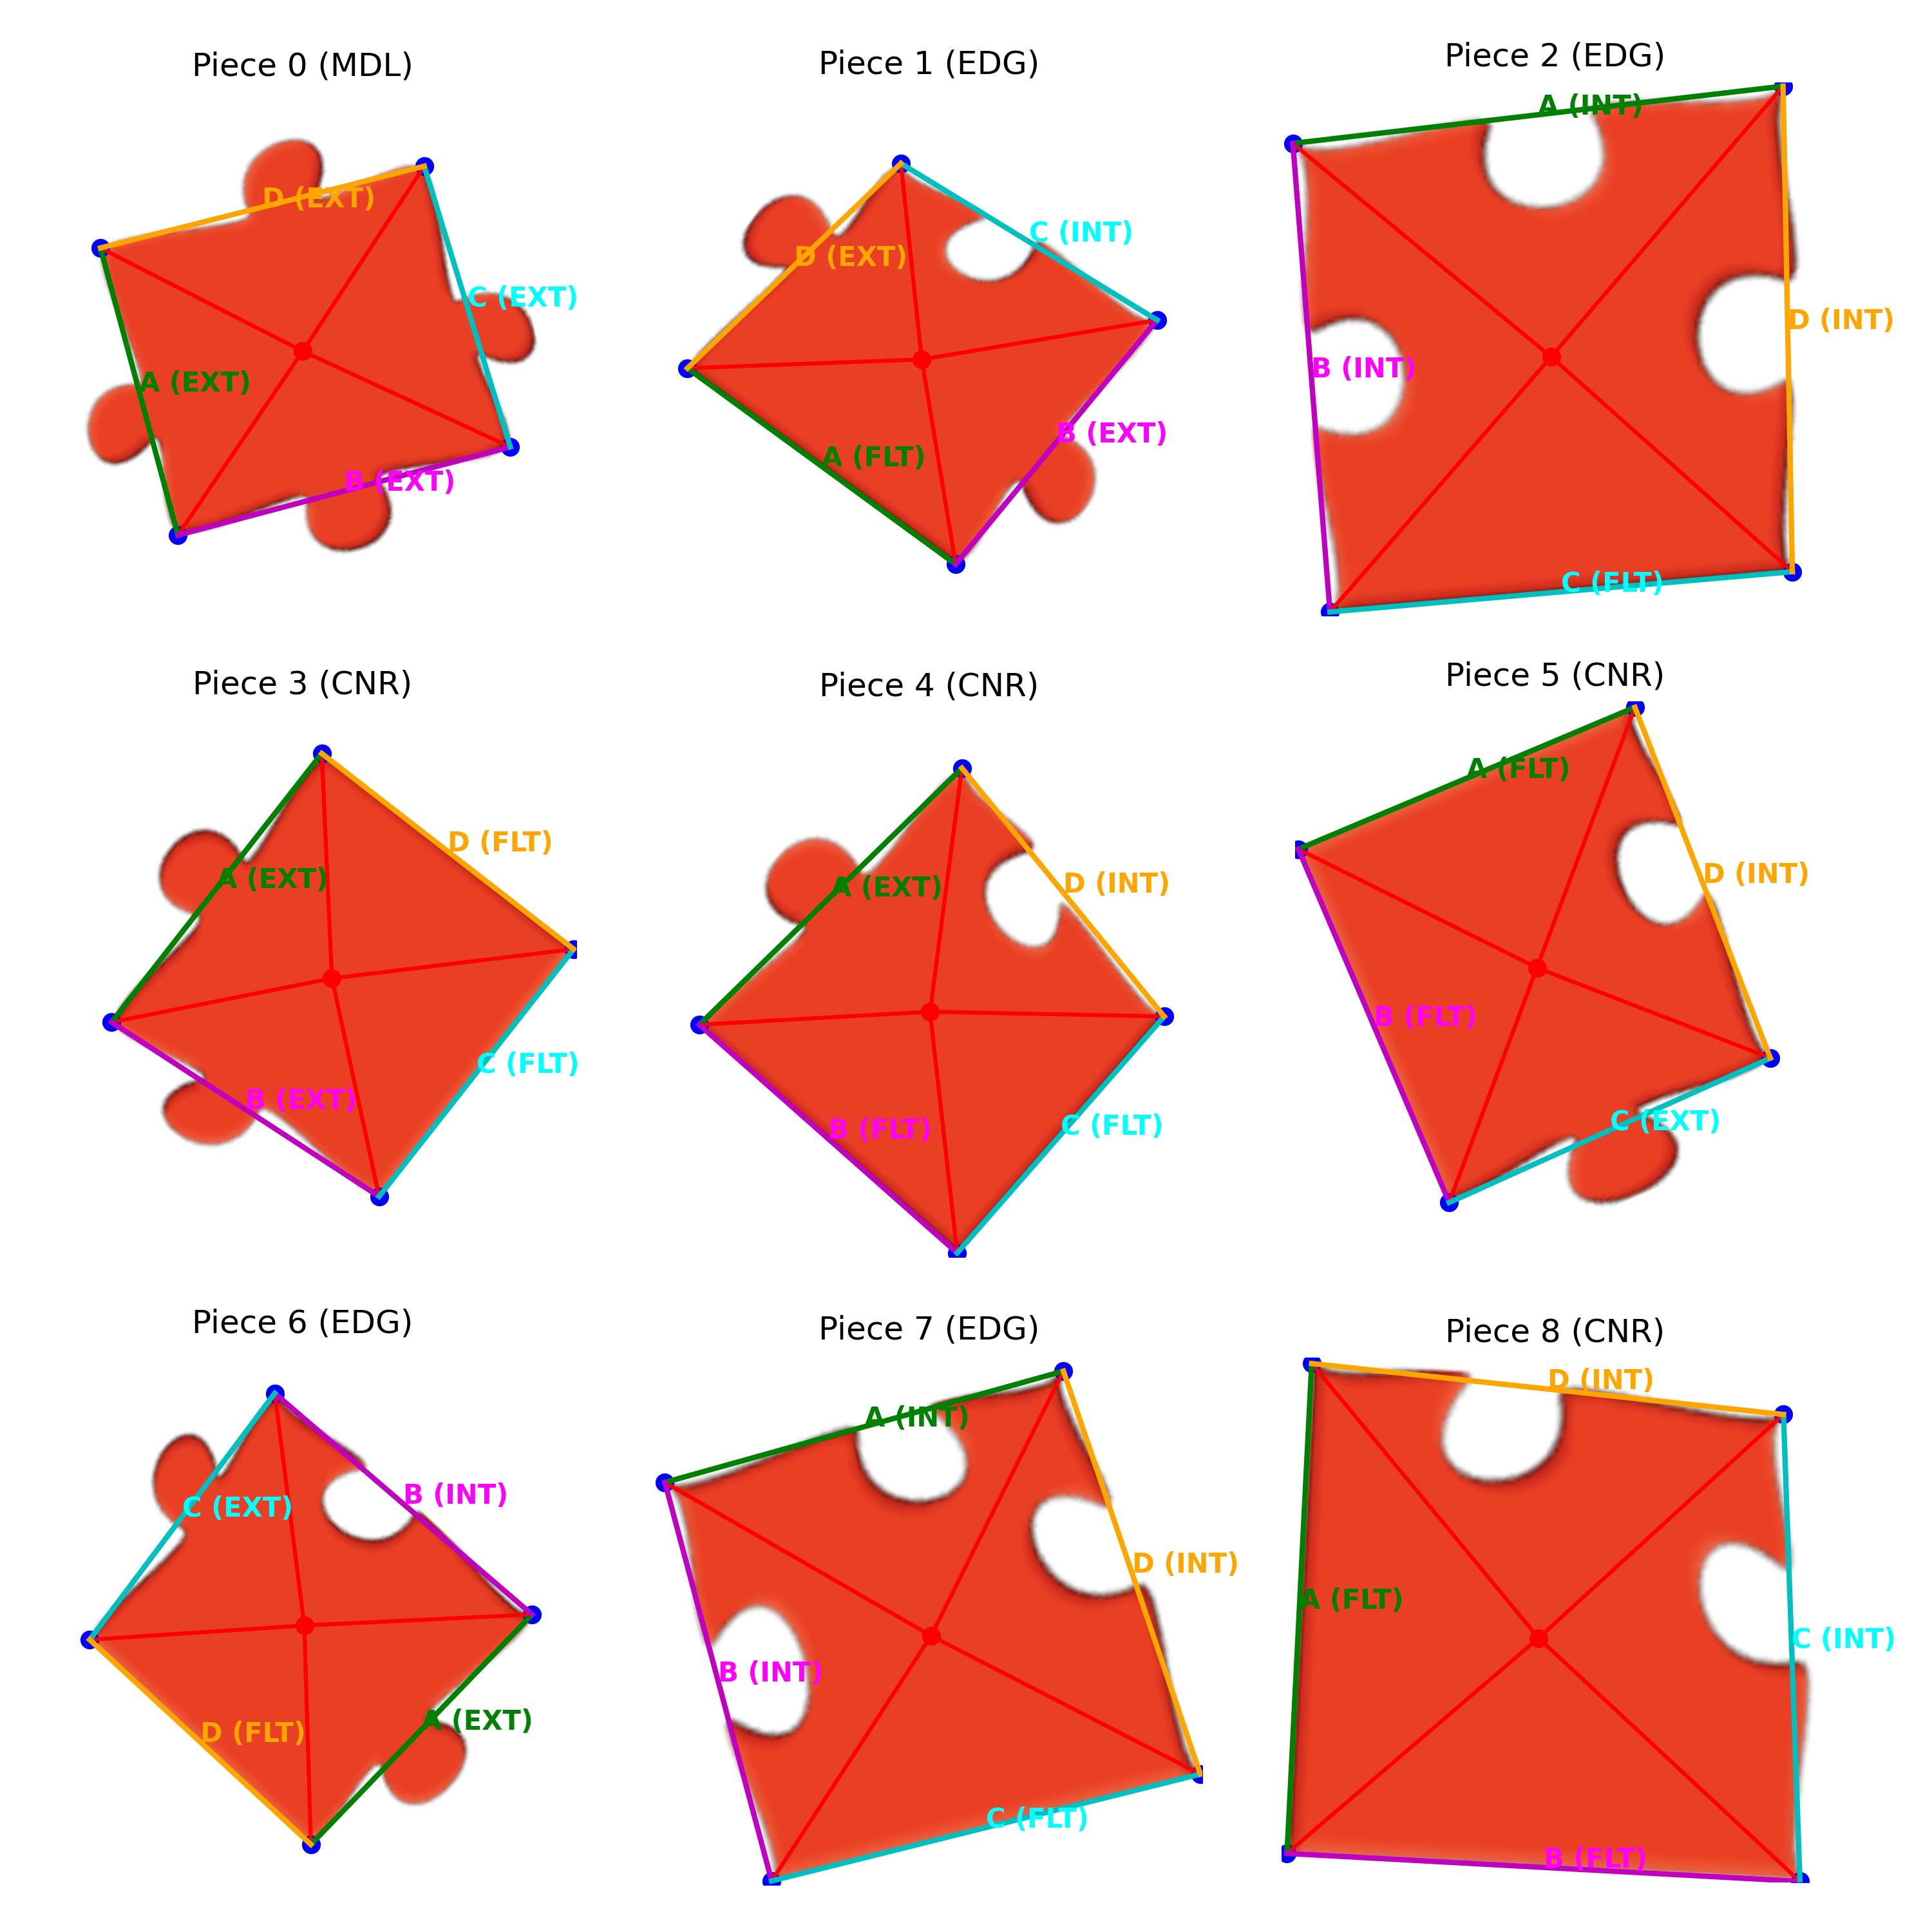 Piece 0 (MDL)
D (EXT)
C (EXT)
A (EXT)
B (EXT)
Piece 1 (EDG)
C (INT)
D (EXT)
B (EXT)
A (FLT)
Piece 2 (EDG)
A (INT)
D (INT)
B (INT)
C (FLT)
Piece 3 (CNR)
D (FLT)
A (EXT)
C (FLT)
B (EXT)
Piece 4 (CNR)
D (INT)
A (EXT)
C (FLT)
B (FLT)
Piece 5 (CNR)
A (FLT)
D (INT)
B (FLT)
C (EXT)
Piece 6 (EDG)
B (INT)
C (EXT)
A (EXT)
D (FLT)
Piece 7 (EDG)
A (INT)
D (INT)
B (INT)
C (FLT)
Piece 8 (CNR)
D (INT)
A (FLT)
C (INT)
B (FLT)